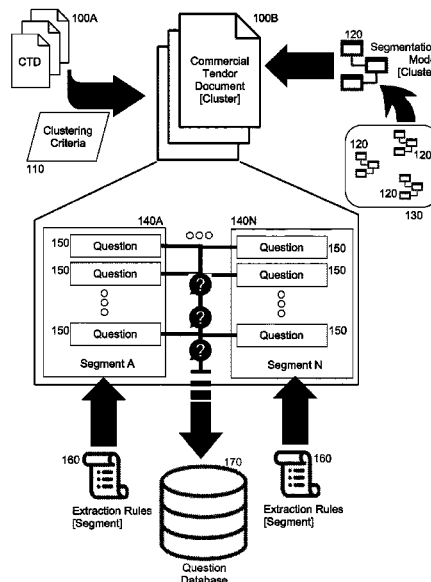 100A
100B
120
CTD
Commercial
Tendor
Document
[Cluster]
Segmentation
Mode
[Cluster
Clustering
Criteria
110
120
120
120
130
140A
140N
150
Question
Question
150
150
Question
Question
150
?
?
150
Question
Question
150
?
Segment A
Segment N
160
170
160
Extraction Rules
[Segment]
Extraction Rules
[Segment]
Question
Database